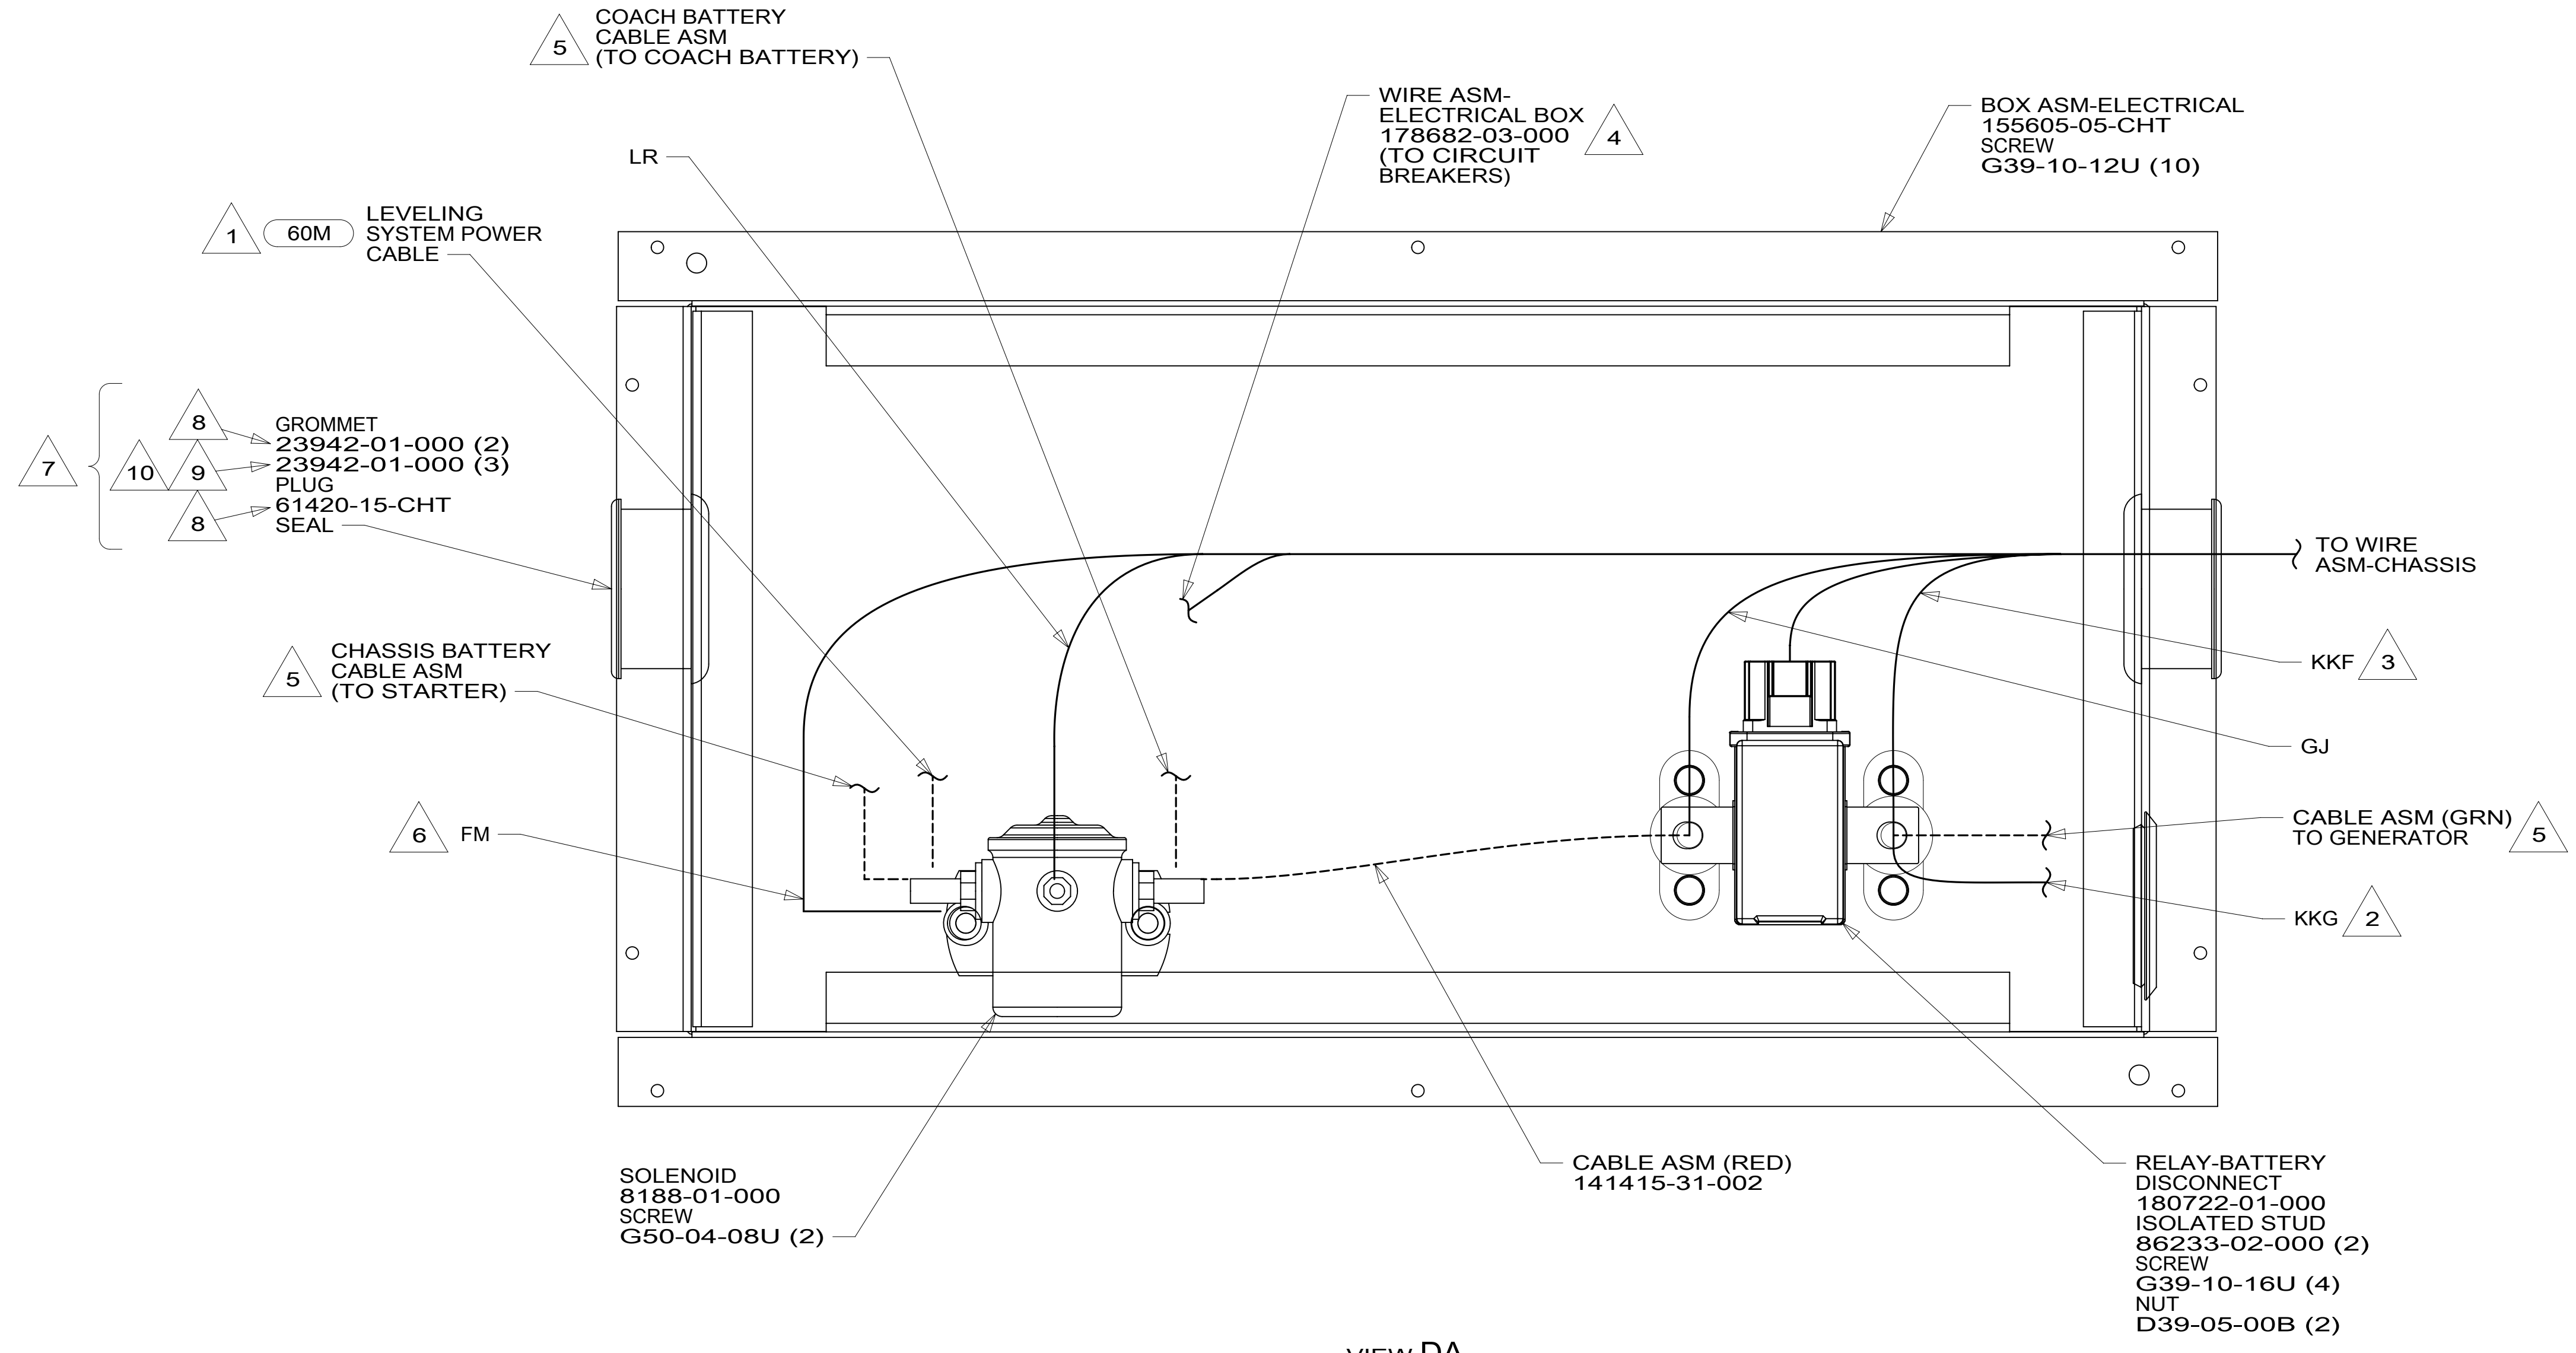 COACH BATTERY
CABLE ASM
(TO COACH BATTERY)
5
WIRE ASM-
ELECTRICAL BOX
178682-03-000
(TO CIRCUIT
BREAKERS)
4
BOX ASM-ELECTRICAL
155605-05-CHT
SCREW
G39-10-12U (10)
LR
1
60M
LEVELING
SYSTEM POWER
CABLE
7
8
10
9
8
GROMMET
23942-01-000 (2)
23942-01-000 (3)
PLUG
61420-15-CHT
SEAL
TO WIRE
ASM-CHASSIS
5
CHASSIS BATTERY
CABLE ASM
(TO STARTER)
KKF
3
GJ
6
FM
CABLE ASM (GRN)
TO GENERATOR
5
KKG
2
SOLENOID
8188-01-000
SCREW
G50-04-08U (2)
CABLE ASM (RED)
141415-31-002
RELAY-BATTERY
DISCONNECT
180722-01-000
ISOLATED STUD
86233-02-000 (2)
SCREW
G39-10-16U (4)
NUT
D39-05-00B (2)
VIEW DA